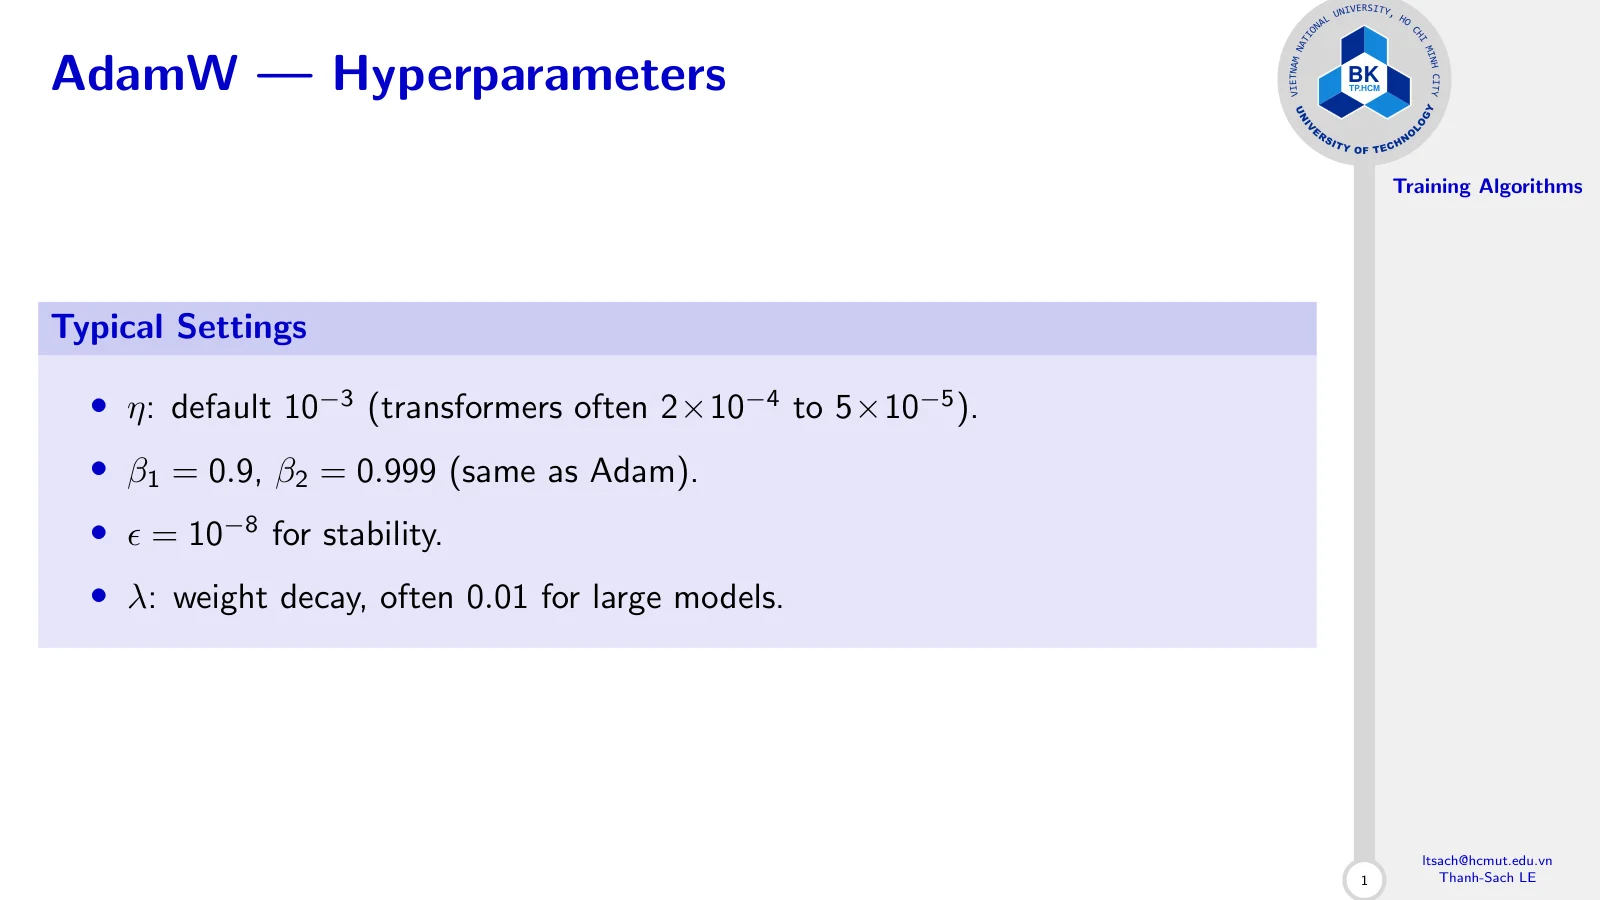 AdamW — Hyperparameters
VIETNAM NATIONAL UNIVERSITY, HO CHI MINH CITY
BK
TP.HCM
UNIVERSITY OF TECHNOLOGY
Training Algorithms
Typical Settings
• η: default 10⁻³ (transformers often 2×10⁻⁴ to 5×10⁻⁵).
• β₁ = 0.9, β₂ = 0.999 (same as Adam).
• ϵ = 10⁻⁸ for stability.
• λ: weight decay, often 0.01 for large models.
ltsach@hcmut.edu.vn
Thanh-Sach LE
1